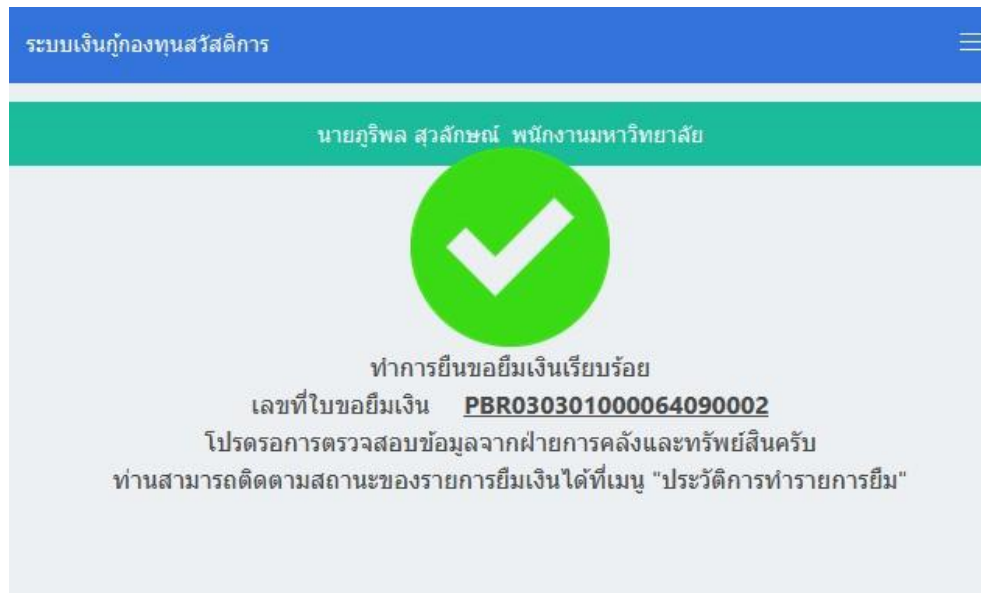 ระบบเงินกู้กองทุนสวัสดิการ
นายภูริพล สุวลักษณ์ พนักงานมหาวิทยาลัย
ทำการยืนขอยืมเงินเรียบร้อย
เลขที่ใบขอยืมเงิน PBR030301000064090002
โปรดรอการตรวจสอบข้อมูลจากฝ่ายการคลังและทรัพย์สินครับ
ท่านสามารถติดตามสถานะของรายการยืมเงินได้ที่เมนู "ประวัติการทำรายการยืม"